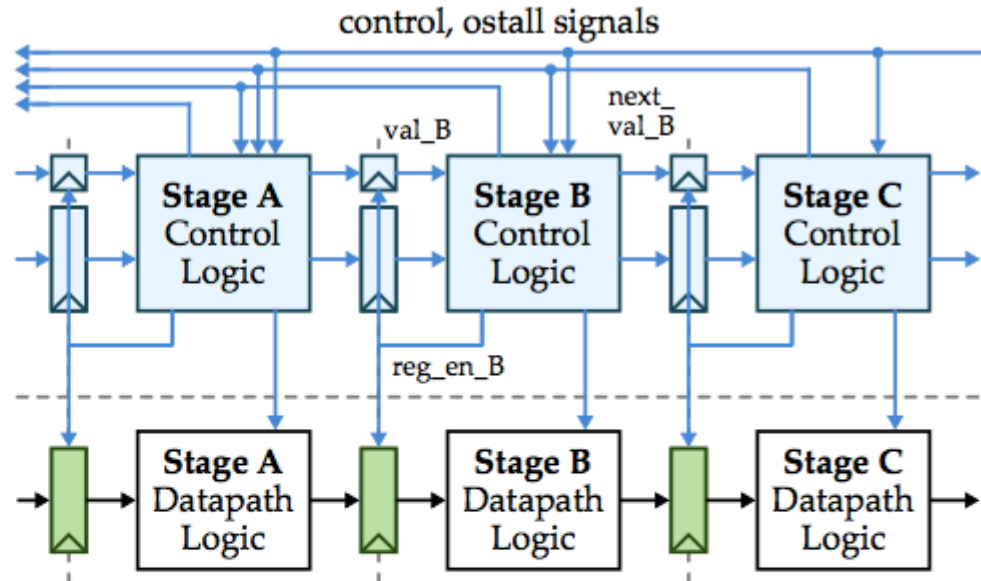 control, ostall signals
val_B
next_
val_B
Stage A
Control
Logic
Stage B
Control
Logic
Stage C
Control
Logic
reg_en_B
Stage A
Datapath
Logic
Stage B
Datapath
Logic
Stage C
Datapath
Logic